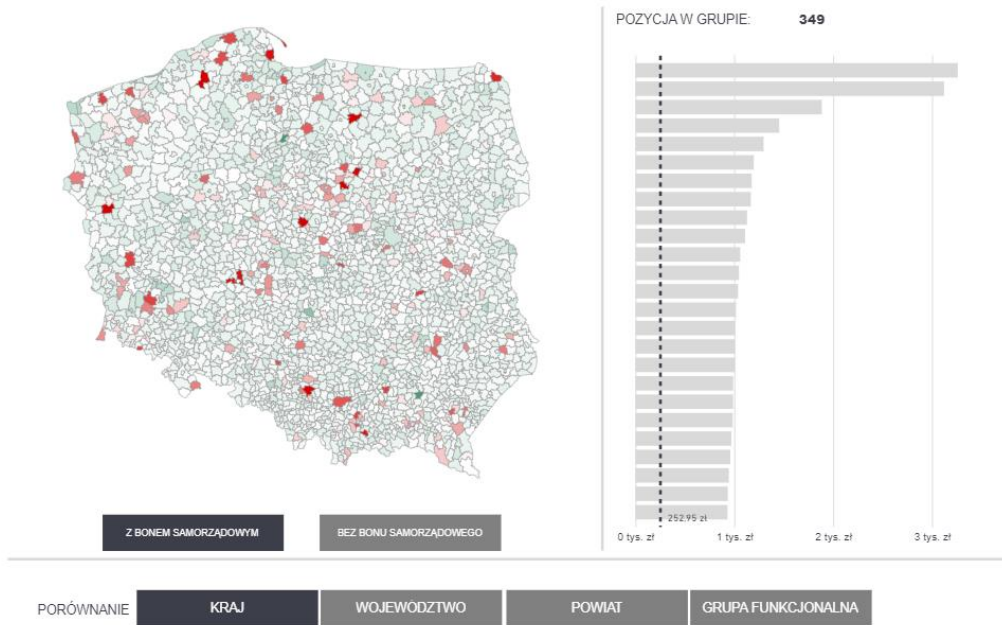 POZYCJA W GRUPIE: 349
252,95 zł
0 tys. zł 1 tys. zł 2 tys. zł 3 tys. zł
Z BONEM SAMORZĄDOWYM BEZ BONU SAMORZĄDOWEGO
PORÓWNANIE KRAJ WOJEWÓDZTWO POWIAT GRUPA FUNKCJONALNA